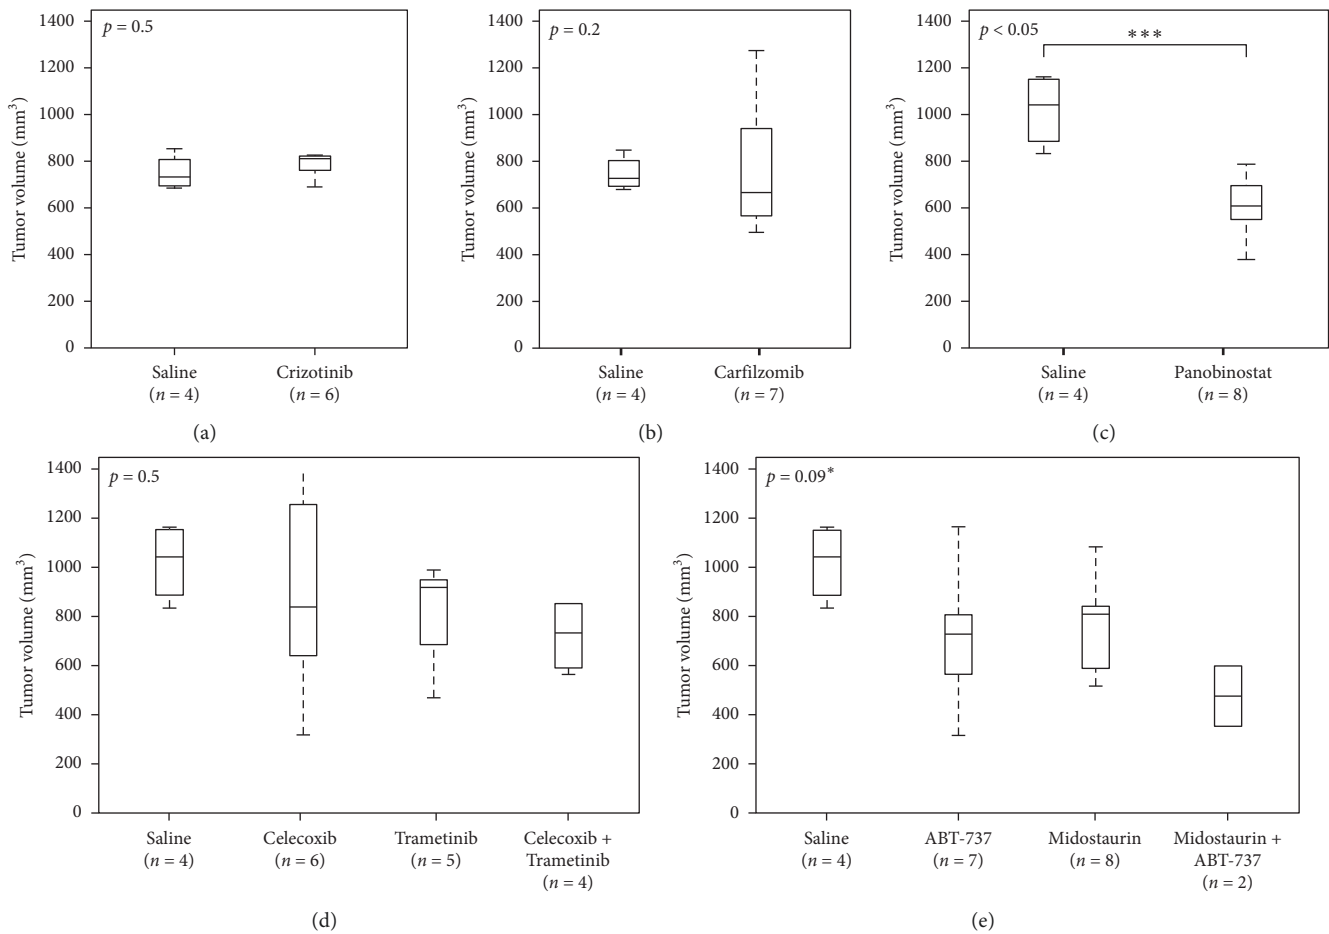 1400
1200
1000
800
600
400
200
0
Tumor volume (mm³)
p = 0.5
Saline
(n = 4)
Crizotinib
(n = 6)
(a)
1400
1200
1000
800
600
400
200
0
Tumor volume (mm³)
p = 0.2
Saline
(n = 4)
Carfilzomib
(n = 7)
(b)
1400
1200
1000
800
600
400
200
0
Tumor volume (mm³)
p < 0.05
***
Saline
(n = 4)
Panobinostat
(n = 8)
(c)
1400
1200
1000
800
600
400
200
0
Tumor volume (mm³)
p = 0.5
Saline
(n = 4)
Celecoxib
(n = 6)
Trametinib
(n = 5)
Celecoxib +
Trametinib
(n = 4)
(d)
1400
1200
1000
800
600
400
200
0
Tumor volume (mm³)
p = 0.09*
Saline
(n = 4)
ABT-737
(n = 7)
Midostaurin
(n = 8)
Midostaurin +
ABT-737
(n = 2)
(e)